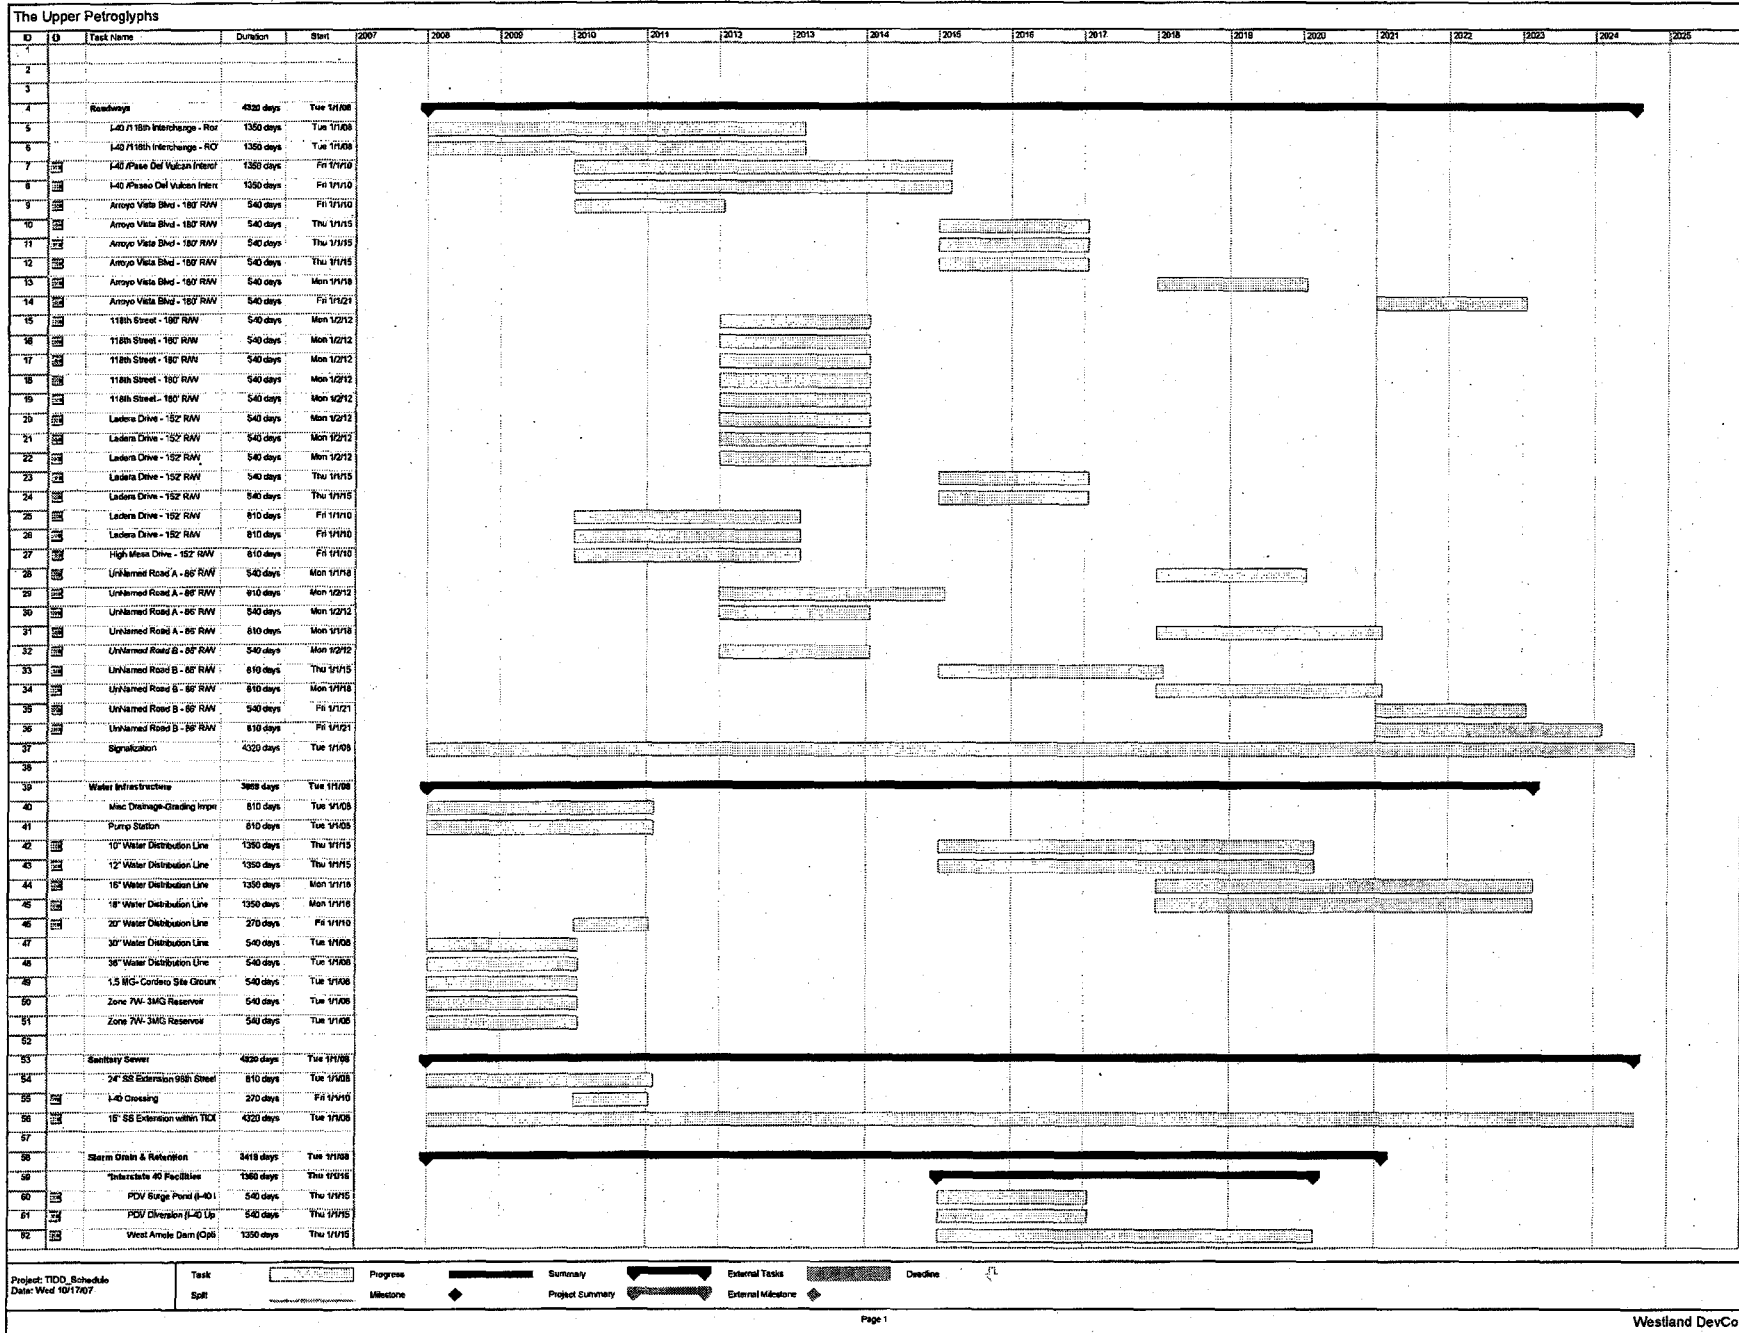 The Upper Petroglyphs
ID Task Name Duration Start 2007 2008 2009 2010 2011 2012 2013 2014 2015 2016 2017 2018 2019 2020 2021 2022 2023 2024 2025
1
2
3
4 Roadways 4320 days Tue 1/1/08
5 I-40 /118th Interchange - Ror 1350 days Tue 1/1/08
6 I-40 /118th Interchange - RO 1350 days Tue 1/1/08
7 I-40 /Pase Del Vulcan Interct 1350 days Fri 1/1/10
8 I-40 /Paseo Del Vulcan Interc 1350 days Fri 1/1/10
9 Arroyo Vista Blvd - 180' R/W 540 days Fri 1/1/10
10 Arroyo Vista Blvd - 180' R/W 540 days Thu 1/1/15
11 Arroyo Vista Blvd - 180' R/W 540 days Thu 1/1/15
12 Arroyo Vista Blvd - 180' R/W 540 days Thu 1/1/15
13 Arroyo Vista Blvd - 180' R/W 540 days Mon 1/1/18
14 Arroyo Vista Blvd - 180' R/W 540 days Fri 1/1/21
15 118th Street - 180' R/W 540 days Mon 1/2/12
16 118th Street - 180' R/W 540 days Mon 1/2/12
17 118th Street - 180' R/W 540 days Mon 1/2/12
18 118th Street - 180' R/W 540 days Mon 1/2/12
19 118th Street - 180' R/W 540 days Mon 1/2/12
20 Ladera Drive - 152' R/W 540 days Mon 1/2/12
21 Ladera Drive - 152' R/W 540 days Mon 1/2/12
22 Ladera Drive - 152' R/W 540 days Mon 1/2/12
23 Ladera Drive - 152' R/W 540 days Thu 1/1/15
24 Ladera Drive - 152' R/W 540 days Thu 1/1/15
25 Ladera Drive - 152' R/W 810 days Fri 1/1/10
26 Ladera Drive - 152' R/W 810 days Fri 1/1/10
27 High Mesa Drive - 152' R/W 810 days Fri 1/1/10
28 UnNamed Road A - 86' R/W 540 days Mon 1/1/18
29 UnNamed Road A - 86' R/W 810 days Mon 1/2/12
30 UnNamed Road A - 86' R/W 540 days Mon 1/2/12
31 UnNamed Road A - 86' R/W 810 days Mon 1/1/18
32 UnNamed Road B - 86' R/W 540 days Mon 1/2/12
33 UnNamed Road B - 86' R/W 810 days Thu 1/1/15
34 UnNamed Road B - 86' R/W 810 days Mon 1/1/18
35 UnNamed Road B - 86' R/W 540 days Fri 1/1/21
36 UnNamed Road B - 86' R/W 810 days Fri 1/1/21
37 Signalization 4320 days Tue 1/1/08
38
39 Water Infrastructure days Tue 1/1/08
40 Misc Drainage-Grading Impr 810 days Tue 1/1/08
41 Pump Station 810 days Tue 1/1/08
42 10" Water Distribution Line 1350 days Thu 1/1/15
43 12" Water Distribution Line 1350 days Thu 1/1/15
44 16" Water Distribution Line 1350 days Mon 1/1/18
45 18" Water Distribution Line 1350 days Mon 1/1/18
46 20" Water Distribution Line 270 days Fri 1/1/10
47 30" Water Distribution Line 540 days Tue 1/1/08
48 36" Water Distribution Line 540 days Tue 1/1/08
49 1.5 MG- Cordero Site Groun 540 days Tue 1/1/08
50 Zone 7W- 3MG Reservoir 540 days Tue 1/1/08
51 Zone 7W- 3MG Reservoir 540 days Tue 1/1/08
52
53 Sanitary Sewer 4320 days Tue 1/1/08
54 24" SS Extension 98th Street 810 days Tue 1/1/08
55 I-40 Crossing 270 days Fri 1/1/10
56 15" SS Extension within TIDI 4320 days Tue 1/1/08
57
58 Storm Drain & Retention 3419 days Tue 1/1/08
59 *Interstate 40 Facilities 1350 days Thu 1/1/15
60 PDV Surge Pond (I-40 I 540 days Thu 1/1/15
61 PDV Diversion (I-40 Up 540 days Thu 1/1/15
62 West Amole Dam (Opti 1350 days Thu 1/1/15
Project: TIDD_Schedule
Date: Wed 10/17/07
Task Progress Summary External Tasks Deadline
Split Milestone Project Summary External Milestone
Page 1
Westland DevCo